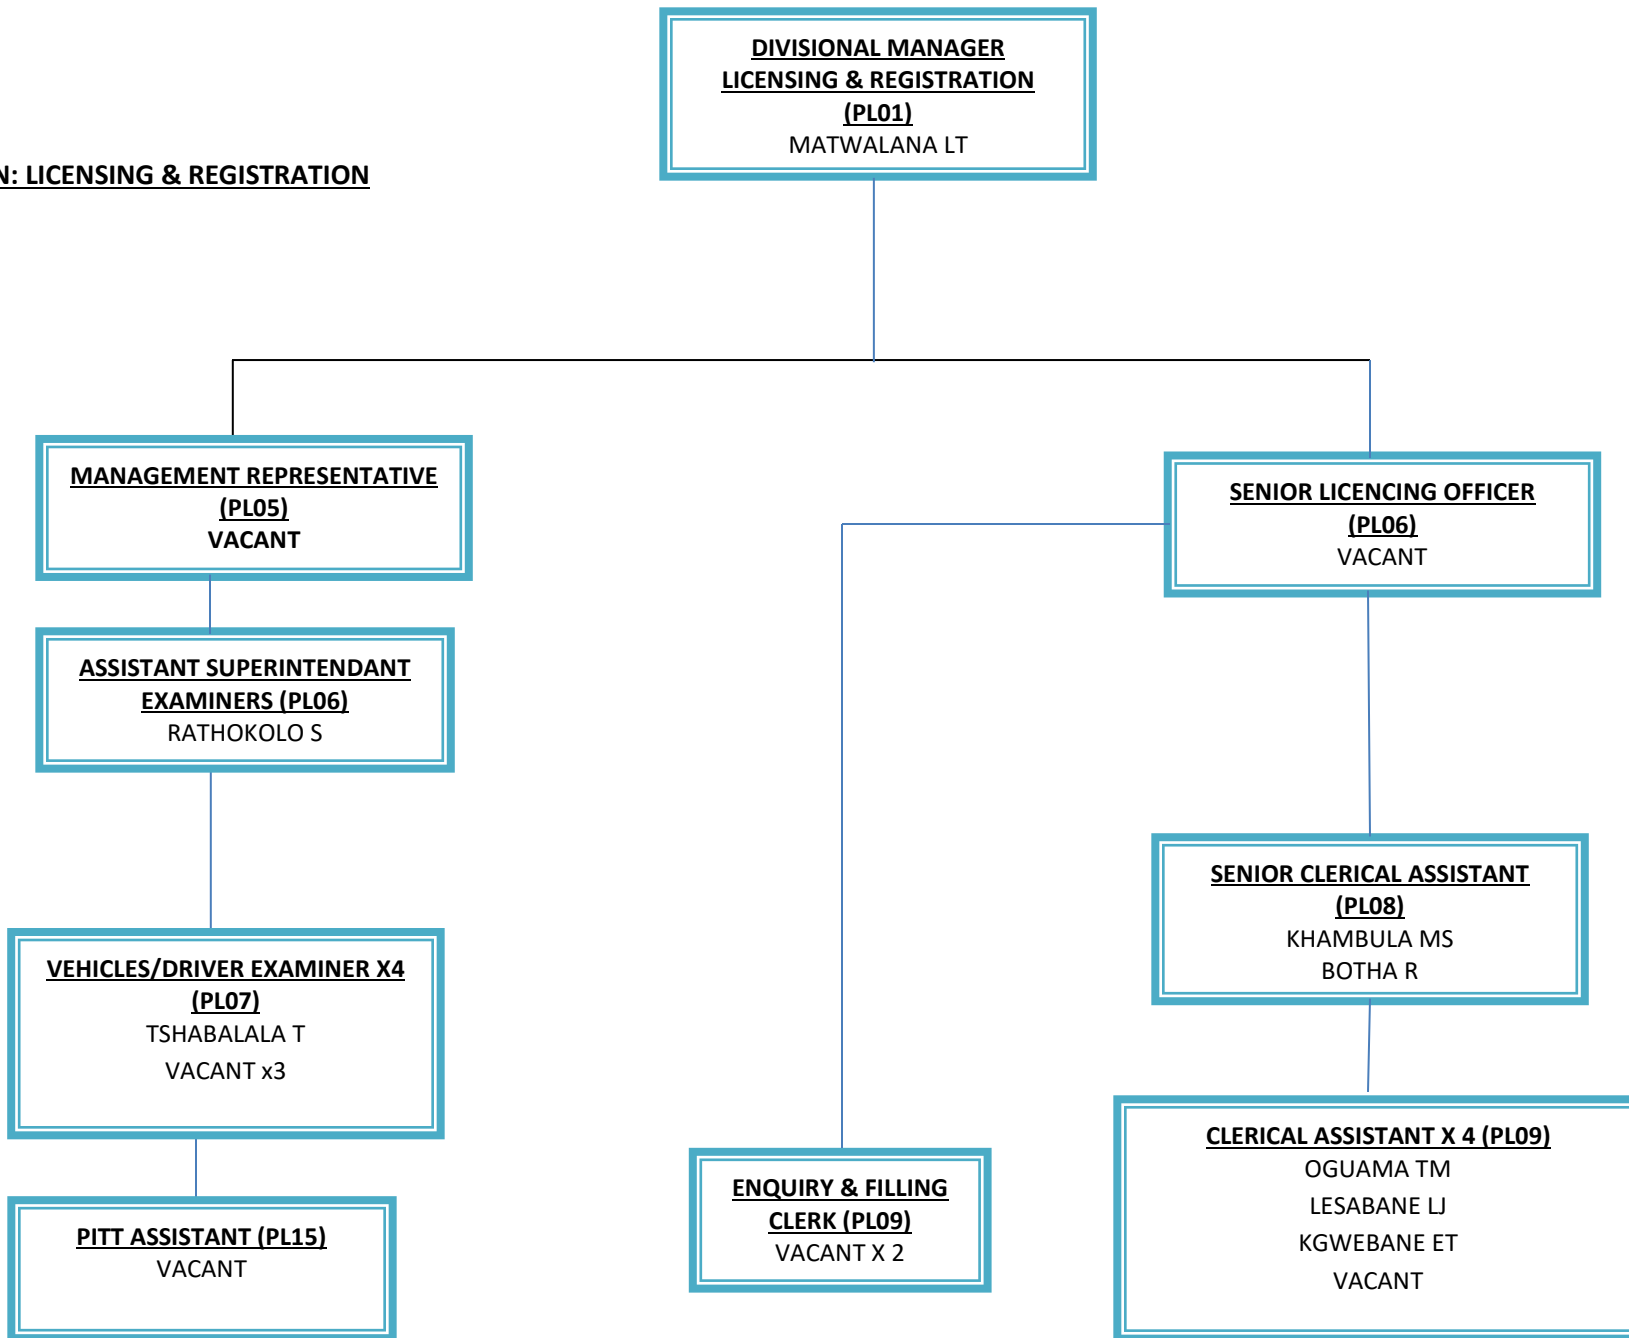 DIVISIONAL MANAGER
LICENSING & REGISTRATION
(PL01)
MATWALANA LT
N: LICENSING & REGISTRATION
MANAGEMENT REPRESENTATIVE
(PL05)
VACANT
SENIOR LICENCING OFFICER
(PL06)
VACANT
ASSISTANT SUPERINTENDANT
EXAMINERS (PL06)
RATHOKOLO S
SENIOR CLERICAL ASSISTANT
(PL08)
KHAMBULA MS
BOTHA R
VEHICLES/DRIVER EXAMINER X4
(PL07)
TSHABALALA T
VACANT x3
CLERICAL ASSISTANT X 4 (PL09)
OGUAMA TM
LESABANE LJ
KGWEBANE ET
VACANT
ENQUIRY & FILLING
CLERK (PL09)
VACANT X 2
PITT ASSISTANT (PL15)
VACANT